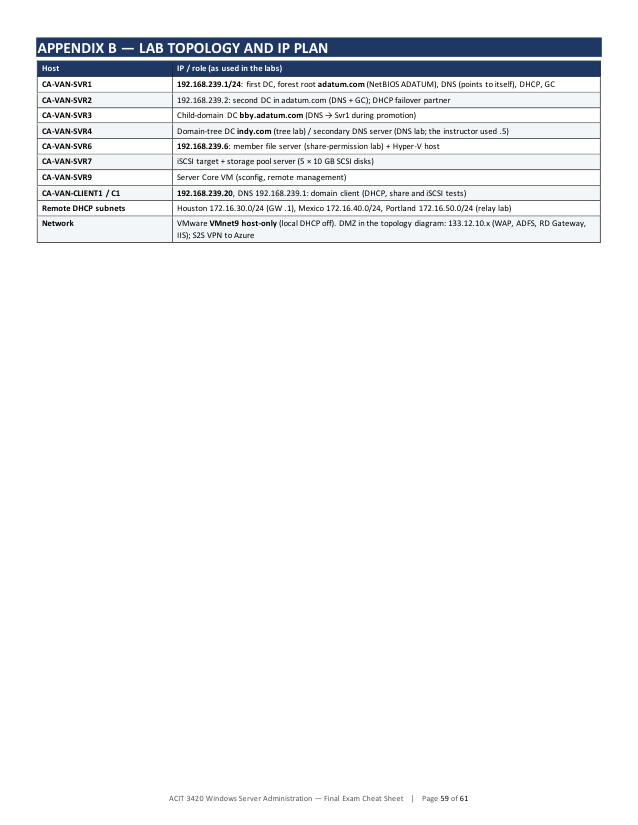 APPENDIX B — LAB TOPOLOGY AND IP PLAN
Host IP / role (as used in the labs)
CA-VAN-SVR1 192.168.239.1/24: first DC, forest root adatum.com (NetBIOS ADATUM), DNS (points to itself), DHCP, GC
CA-VAN-SVR2 192.168.239.2: second DC in adatum.com (DNS + GC); DHCP failover partner
CA-VAN-SVR3 Child-domain DC bby.adatum.com (DNS → Svr1 during promotion)
CA-VAN-SVR4 Domain-tree DC indy.com (tree lab) / secondary DNS server (DNS lab; the instructor used .5)
CA-VAN-SVR6 192.168.239.6: member file server (share-permission lab) + Hyper-V host
CA-VAN-SVR7 iSCSI target + storage pool server (5 × 10 GB SCSI disks)
CA-VAN-SVR9 Server Core VM (sconfig, remote management)
CA-VAN-CLIENT1 / C1 192.168.239.20, DNS 192.168.239.1: domain client (DHCP, share and iSCSI tests)
Remote DHCP subnets Houston 172.16.30.0/24 (GW .1), Mexico 172.16.40.0/24, Portland 172.16.50.0/24 (relay lab)
Network VMware VMnet9 host-only (local DHCP off). DMZ in the topology diagram: 133.12.10.x (WAP, ADFS, RD Gateway,
IIS); S2S VPN to Azure
ACIT 3420 Windows Server Administration — Final Exam Cheat Sheet | Page 59 of 61